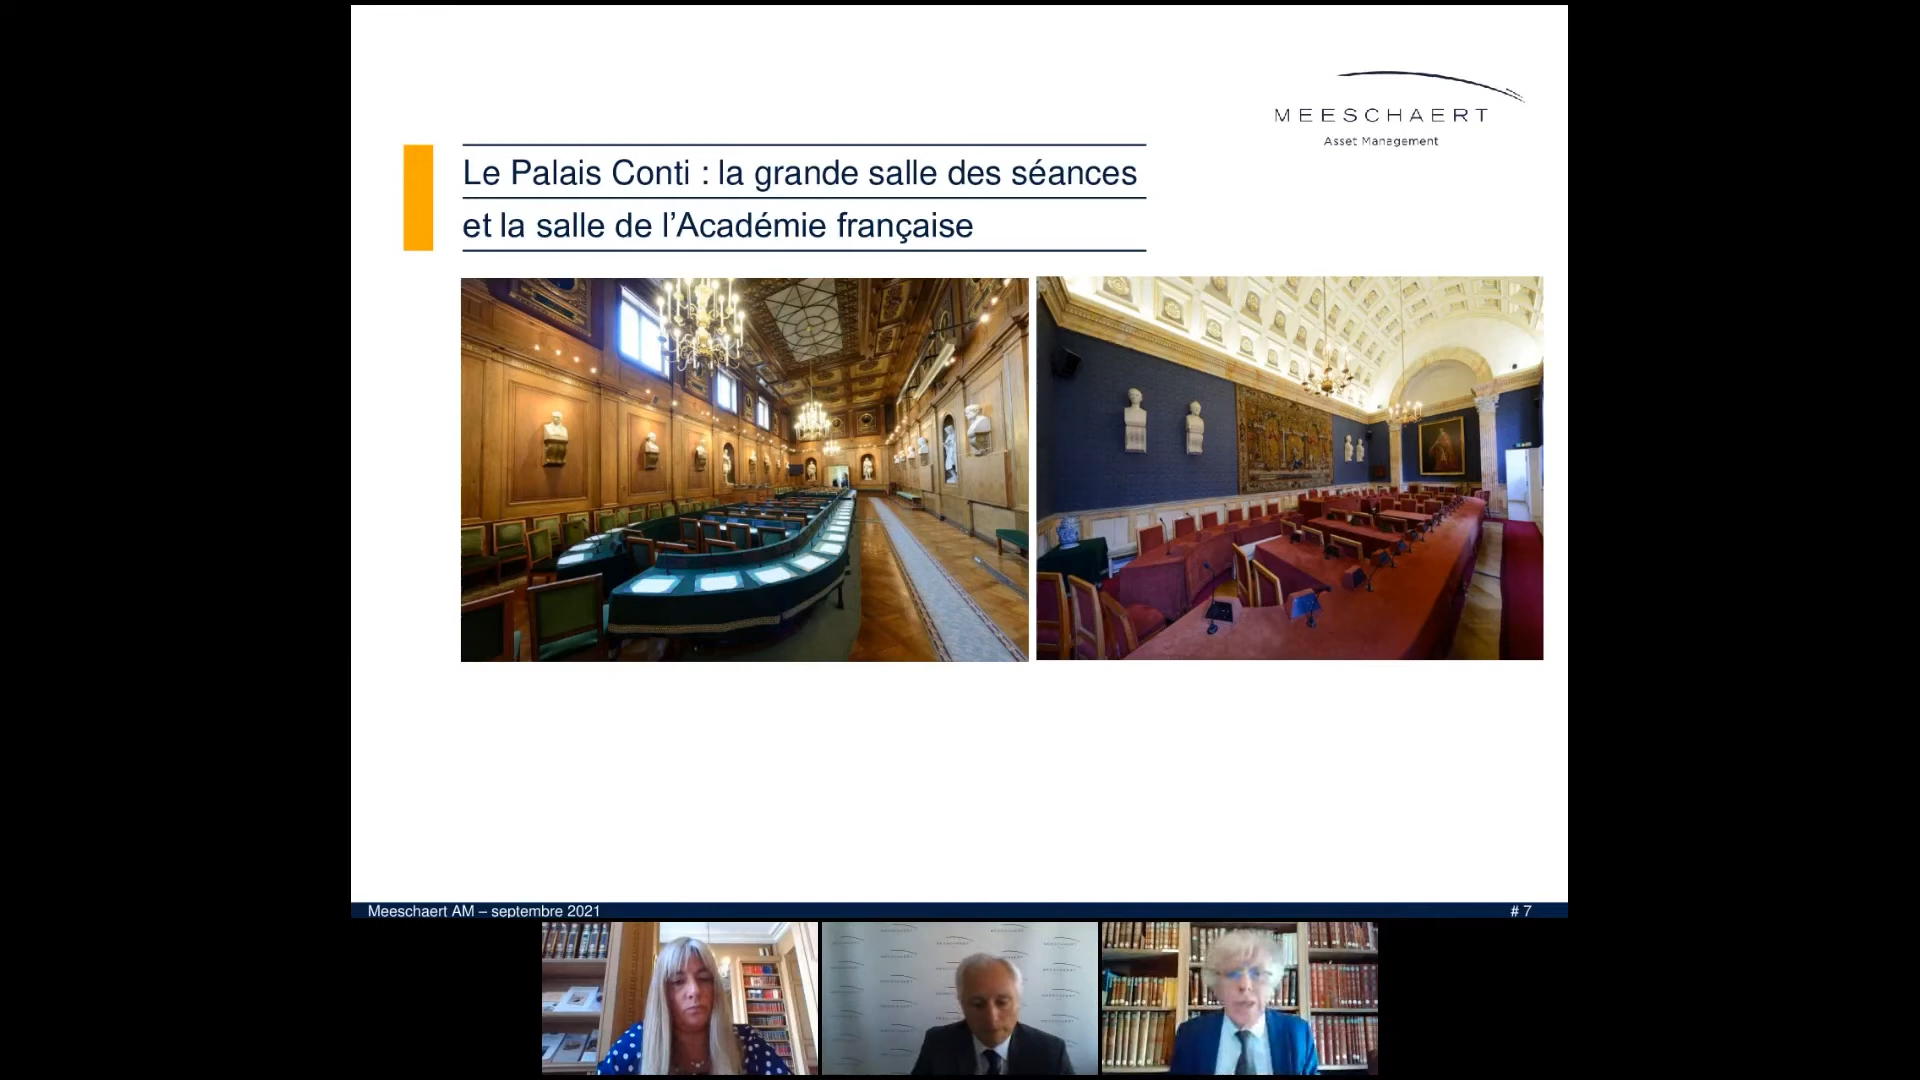 MEESCHAERT
Asset Management
Le Palais Conti : la grande salle des séances
et la salle de l’Académie française
Meeschaert AM – septembre 2021
# 7